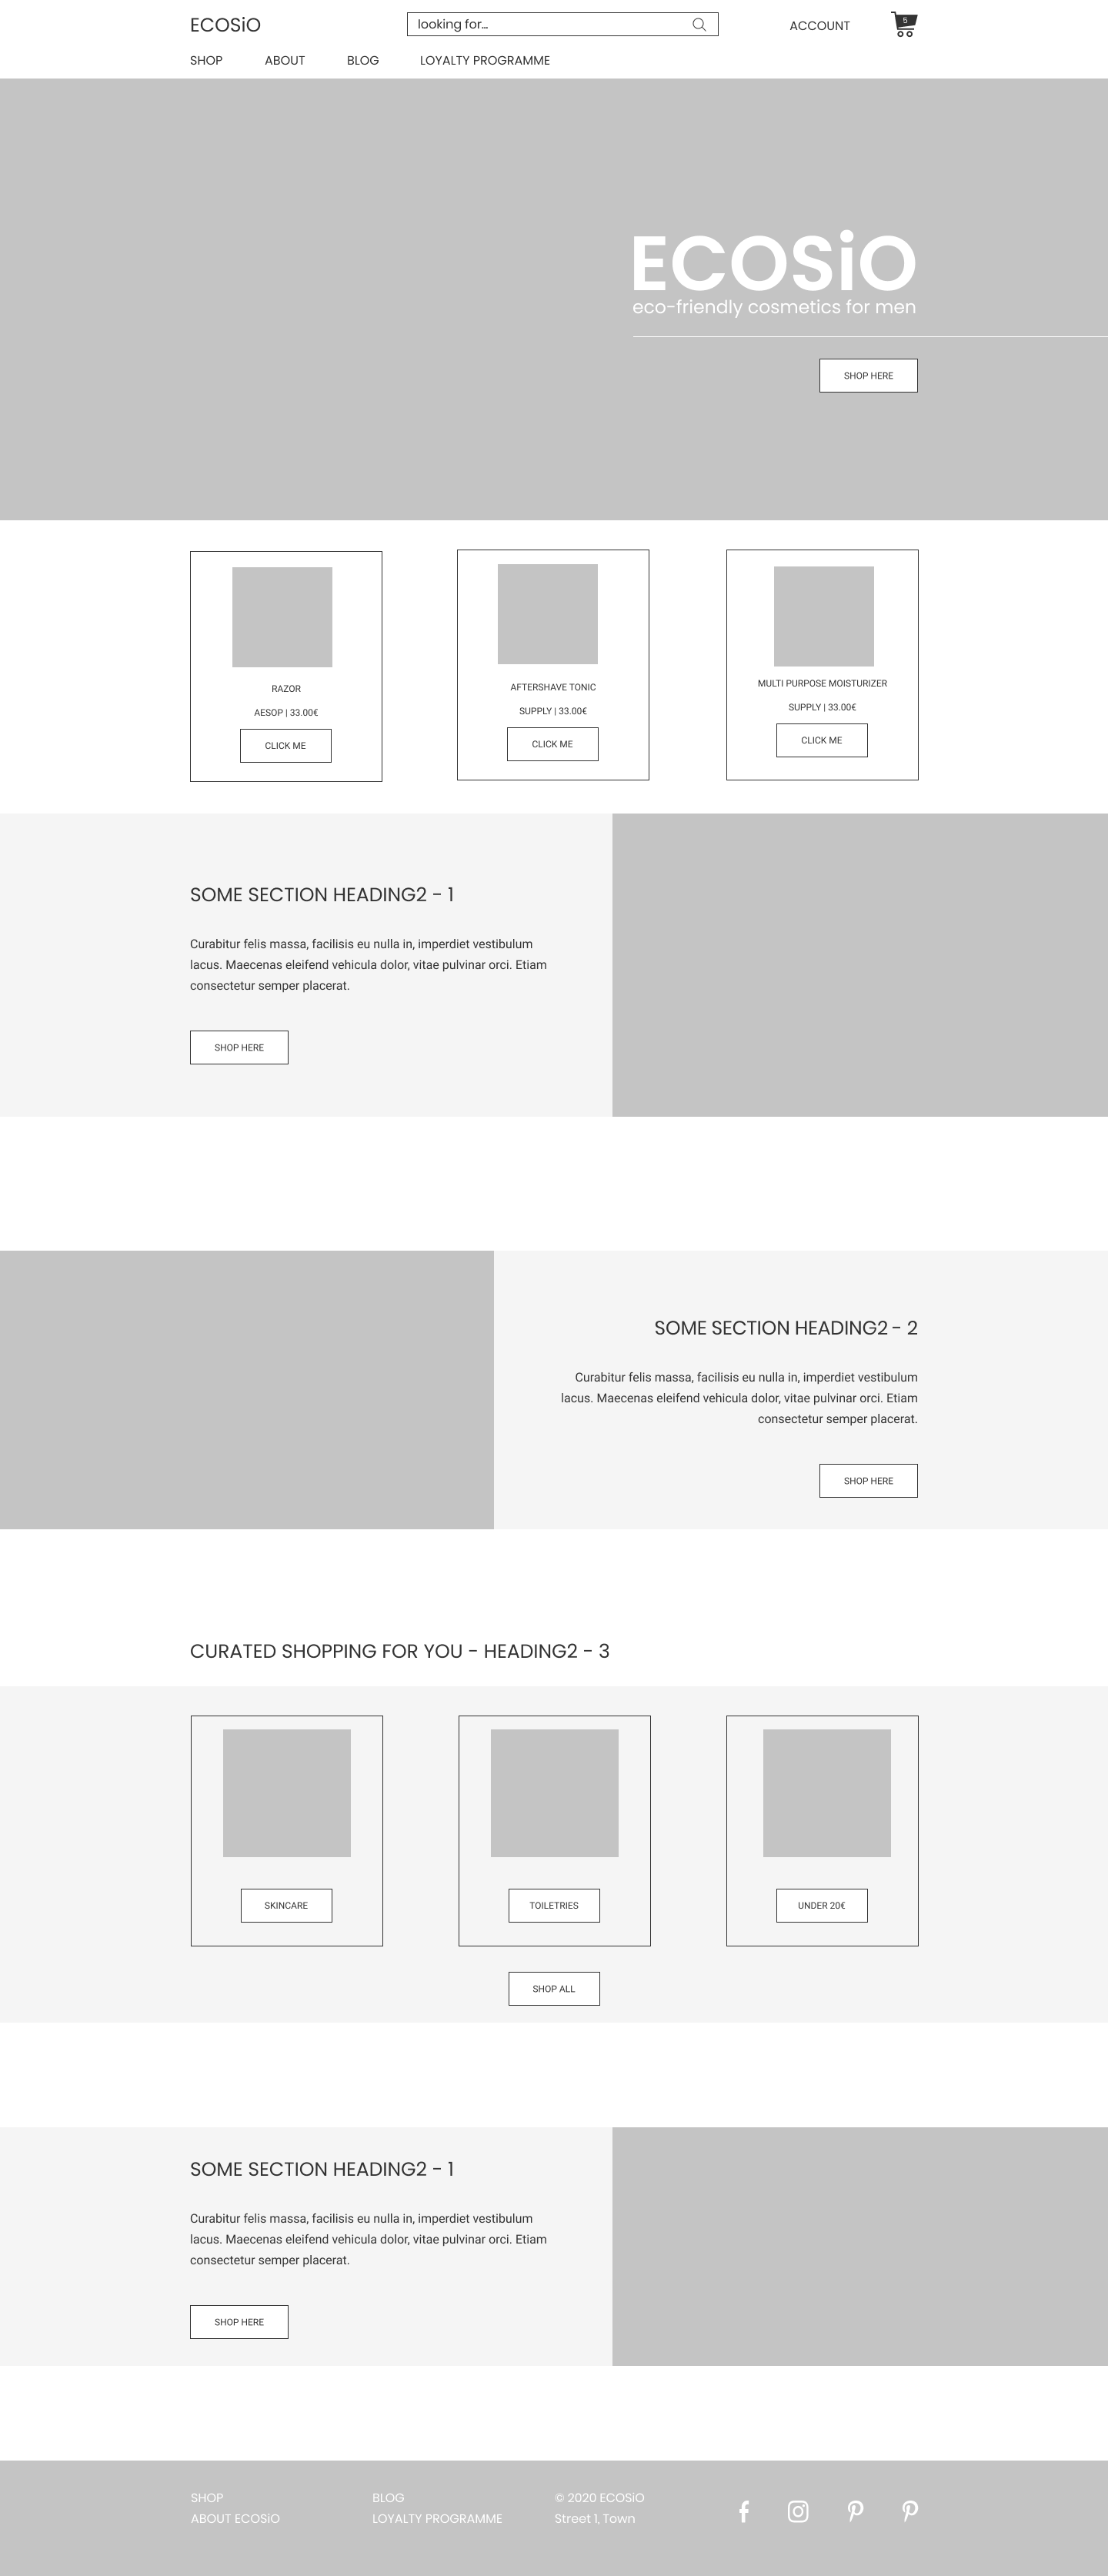 ECOSiO
looking for...
ACCOUNT
5
SHOP
ABOUT
BLOG
LOYALTY PROGRAMME
ECOSiO
eco-friendly cosmetics for men
SHOP HERE
RAZOR
AESOP | 33.00€
CLICK ME
AFTERSHAVE TONIC
SUPPLY | 33.00€
CLICK ME
MULTI PURPOSE MOISTURIZER
SUPPLY | 33.00€
CLICK ME
SOME SECTION HEADING2 - 1
Curabitur felis massa, facilisis eu nulla in, imperdiet vestibulum
lacus. Maecenas eleifend vehicula dolor, vitae pulvinar orci. Etiam
consectetur semper placerat.
SHOP HERE
SOME SECTION HEADING2 - 2
Curabitur felis massa, facilisis eu nulla in, imperdiet vestibulum
lacus. Maecenas eleifend vehicula dolor, vitae pulvinar orci. Etiam
consectetur semper placerat.
SHOP HERE
CURATED SHOPPING FOR YOU - HEADING2 - 3
SKINCARE
TOILETRIES
UNDER 20€
SHOP ALL
SOME SECTION HEADING2 - 1
Curabitur felis massa, facilisis eu nulla in, imperdiet vestibulum
lacus. Maecenas eleifend vehicula dolor, vitae pulvinar orci. Etiam
consectetur semper placerat.
SHOP HERE
SHOP
ABOUT ECOSiO
BLOG
LOYALTY PROGRAMME
© 2020 ECOSiO
Street 1, Town